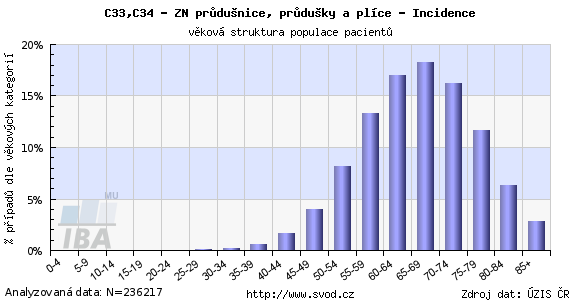 C33,C34 - ZN průdušnice, průdušky a plíce - Incidence
věková struktura populace pacientů
% případů dle věkových kategorií
20%
15%
10%
5%
0%
0-4
5-9
10-14
15-19
20-24
25-29
30-34
35-39
40-44
45-49
50-54
55-59
60-64
65-69
70-74
75-79
80-84
85+
MU
IBA
Analyzovaná data: N=236217
http://www.svod.cz
Zdroj dat: ÚZIS ČR